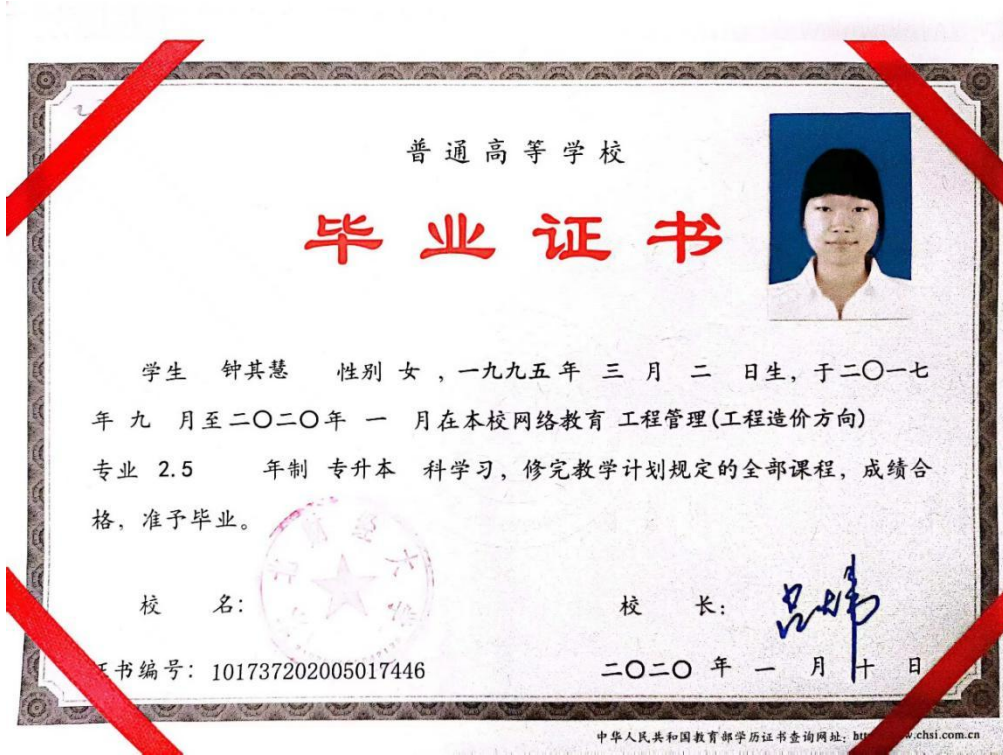 普通高等学校
毕业证书
学生 钟其慧 性别 女 ，一九九五年 三 月 二 日生，于二〇一七
年 九 月至二〇二〇年 一 月在本校网络教育 工程管理(工程造价方向)
专业 2.5 年制 专升本 科学习，修完教学计划规定的全部课程，成绩合
格，准予毕业。
校 名： 校 长：
书编号：101737202005017446 二〇二〇 年 一 月 十 日
中华人民共和国教育部学历证书查询网址：.chsi.com.cn